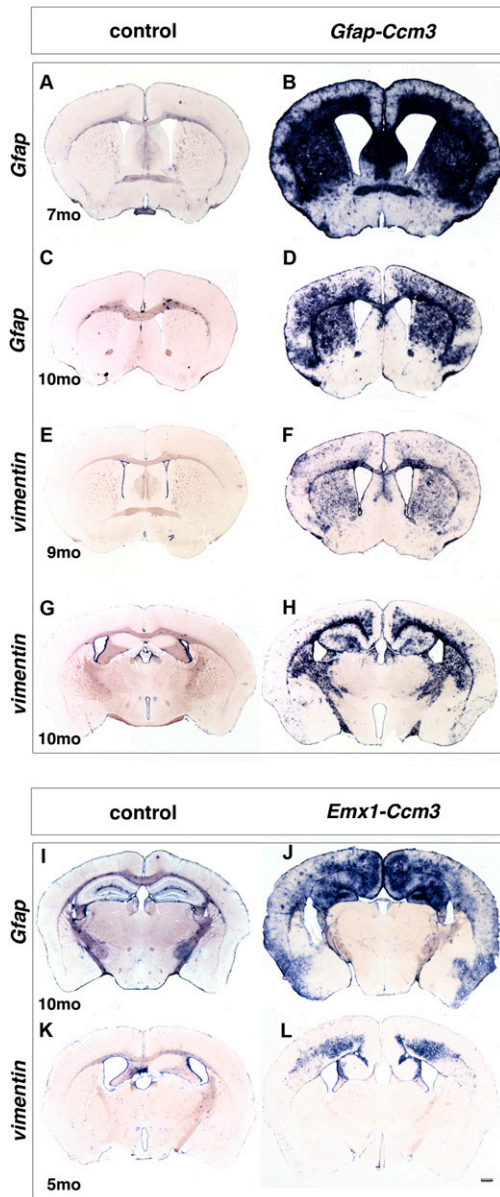 control Gfap-Ccm3
A B
Gfap
7mo
C D
Gfap
10mo
E F
vimentin
9mo
G H
vimentin
10mo
control Emx1-Ccm3
I J
Gfap
10mo
K L
vimentin
5mo